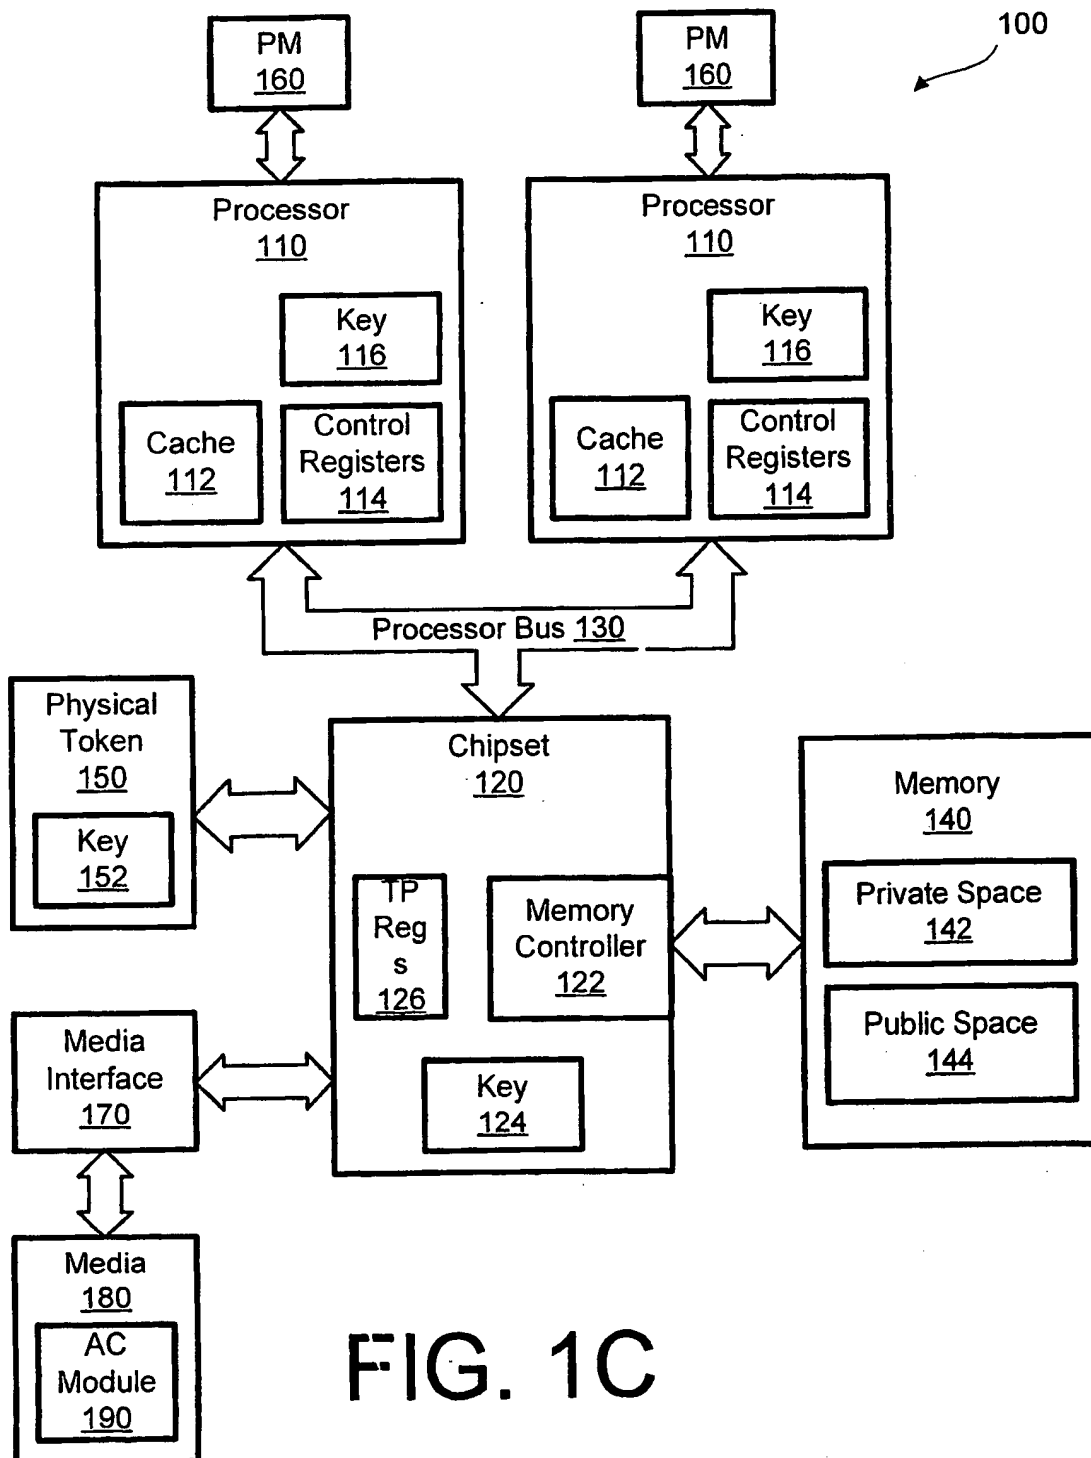 100
PM
160
PM
160
Processor
110
Key
116
Cache
112
Control
Registers
114
Processor
110
Key
116
Cache
112
Control
Registers
114
Processor Bus 130
Physical
Token
150
Key
152
Chipset
120
TP
Reg
s
126
Memory
Controller
122
Key
124
Memory
140
Private Space
142
Public Space
144
Media
Interface
170
Media
180
AC
Module
190
FIG. 1C